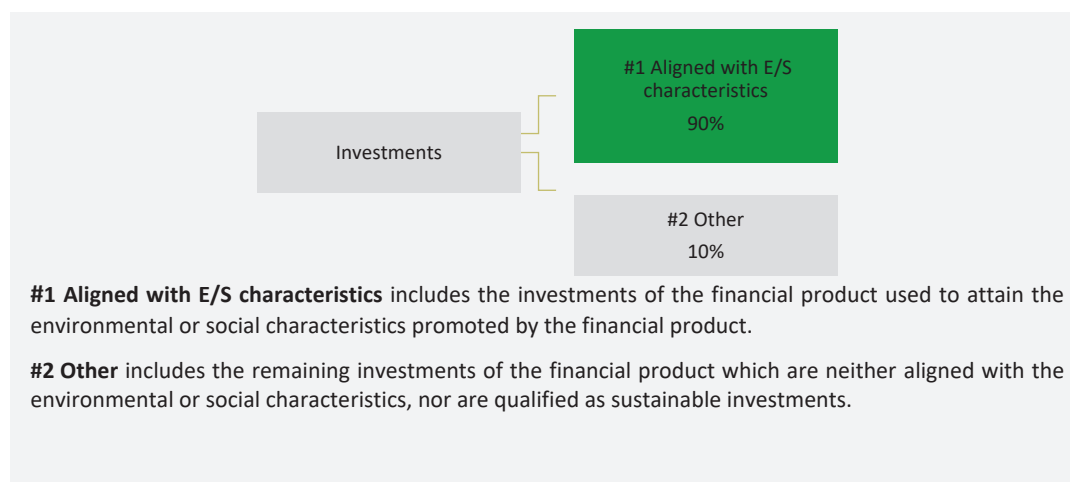 #1 Aligned with E/S
characteristics
90%
Investments
#2 Other
10%
#1 Aligned with E/S characteristics includes the investments of the financial product used to attain the
environmental or social characteristics promoted by the financial product.
#2 Other includes the remaining investments of the financial product which are neither aligned with the
environmental or social characteristics, nor are qualified as sustainable investments.